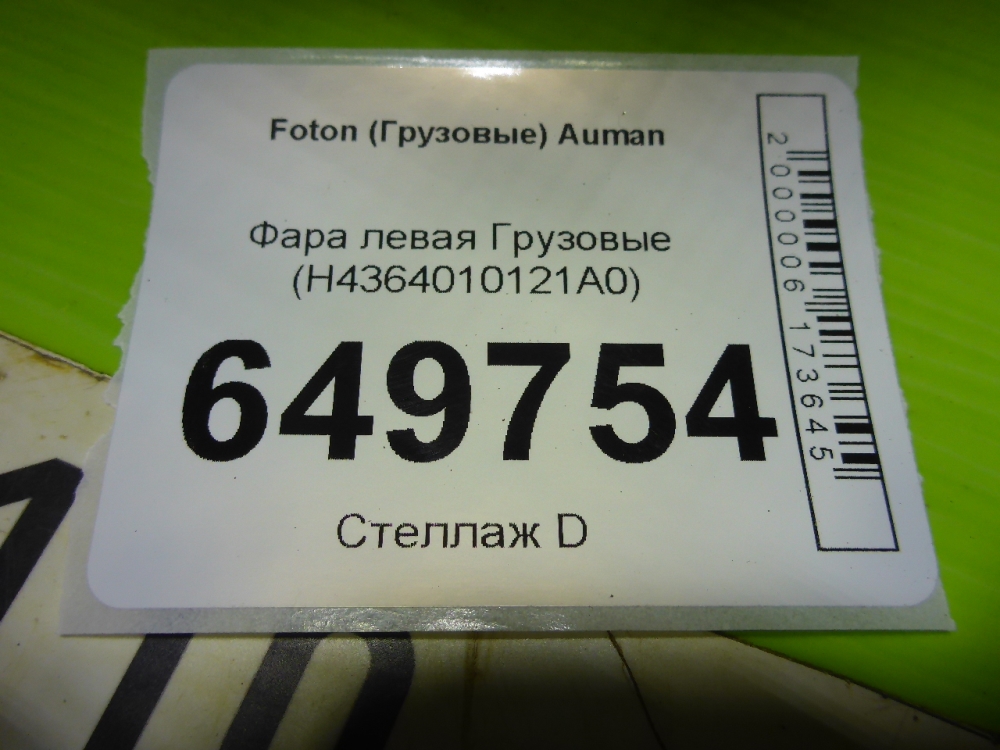 Foton (Грузовые) Auman
Фара левая Грузовые
(H4364010121A0)
649754
Стеллаж D
2000006173645